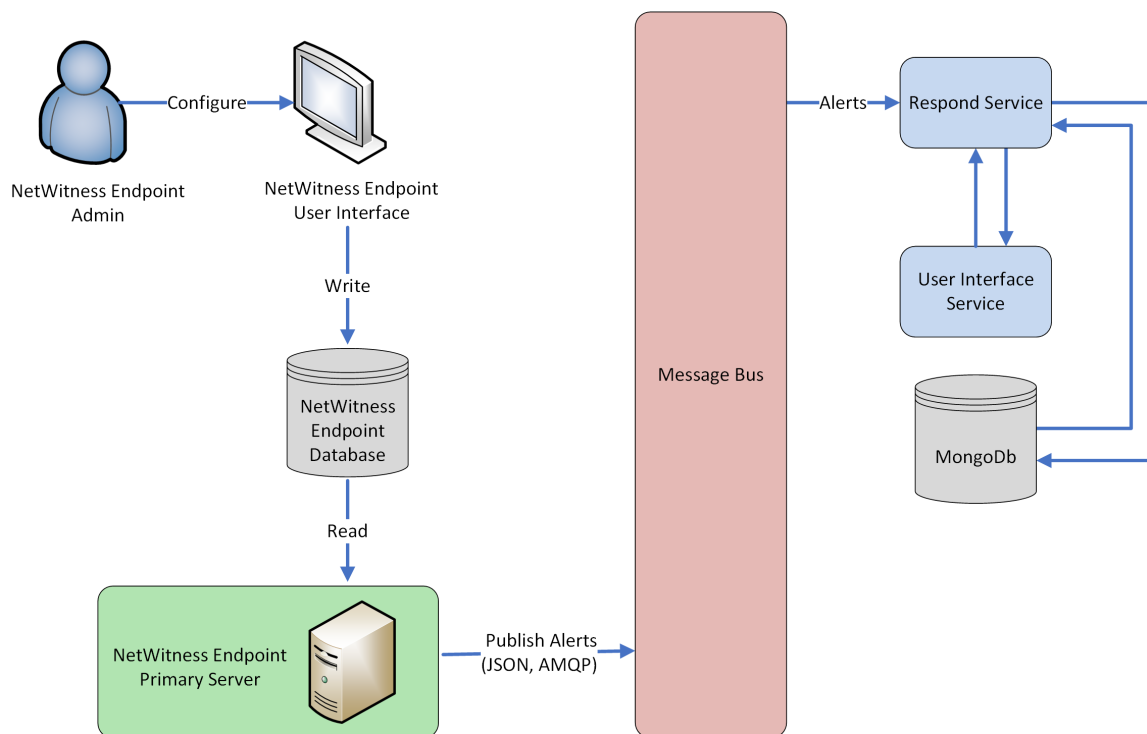 Configure
NetWitness Endpoint
Admin
NetWitness Endpoint
User Interface
Write
NetWitness
Endpoint
Database
Read
NetWitness Endpoint
Primary Server
Publish Alerts
(JSON, AMQP)
Message Bus
Alerts
Respond Service
User Interface
Service
MongoDb